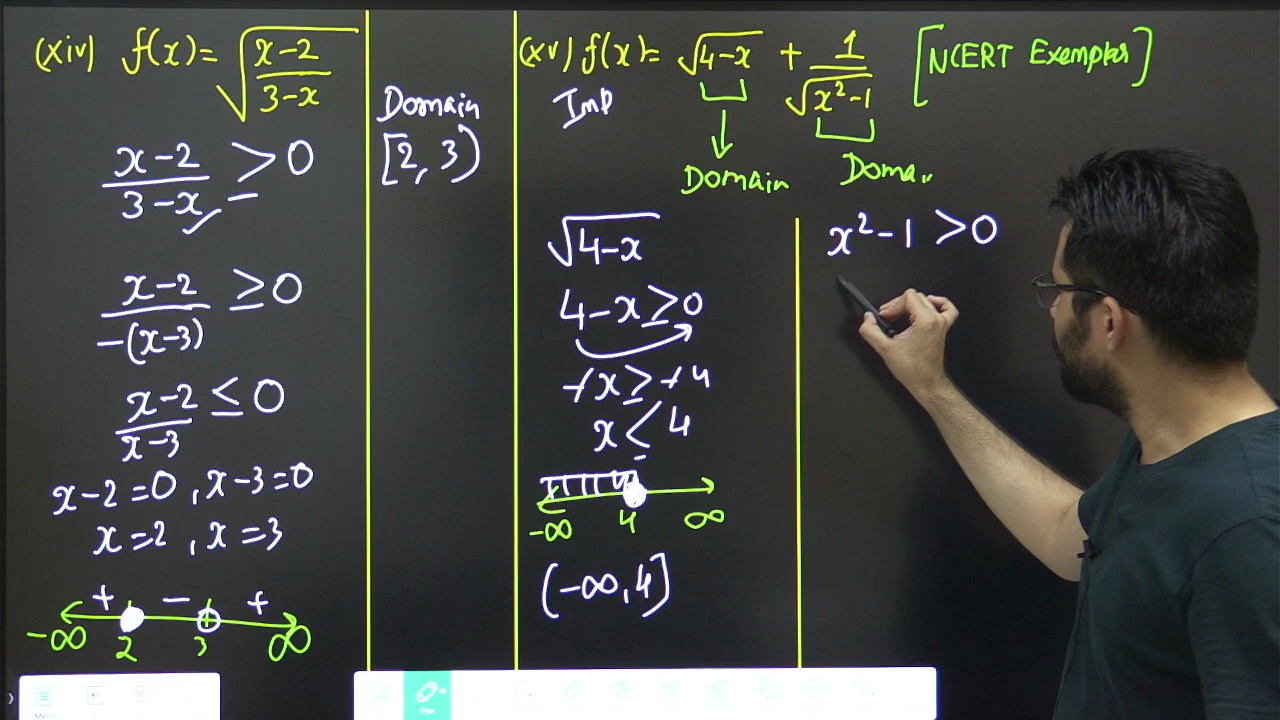 (xiv) f(x) = √((x-2)/(3-x))
(x-2)/(3-x) ≥ 0
(x-2)/(-(x-3)) ≥ 0
(x-2)/(x-3) ≤ 0
x-2=0, x-3=0
x=2, x=3
+ - +
-∞ 2 3 ∞
Domain
[2, 3)
(xv) f(x) = √(4-x) + 1/√(x²-1) [NCERT Exempler]
Imp
Domain
Domai
√(4-x)
4-x ≥ 0
-x ≥ -4
x ≤ 4
-∞ 4 ∞
(-∞, 4]
x²-1 > 0